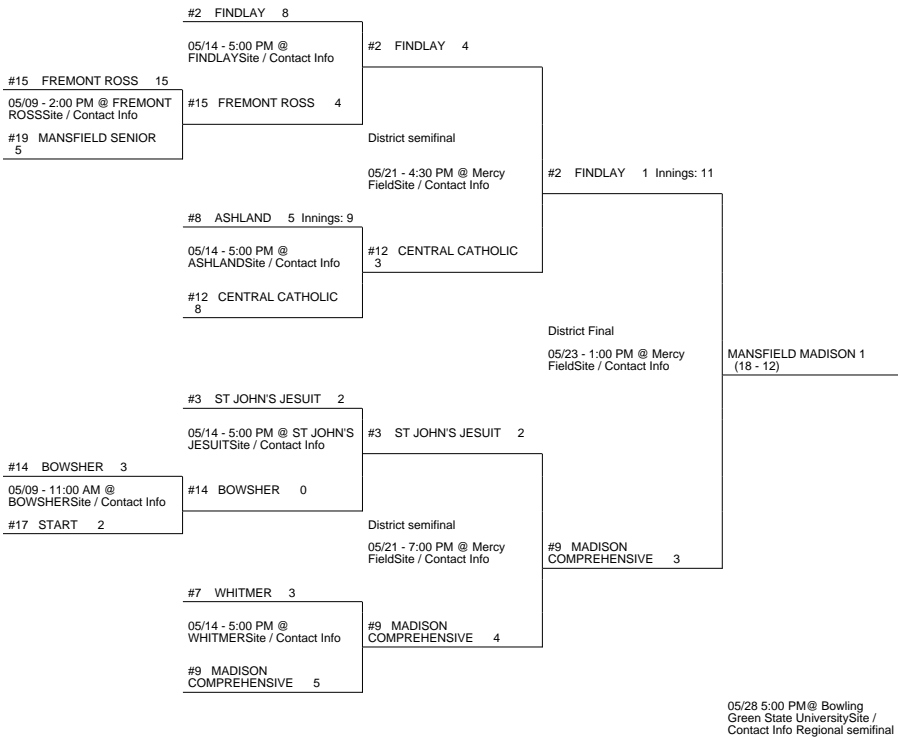 #2 FINDLAY 8
05/14 - 5:00 PM @
FINDLAYSite / Contact Info
#2 FINDLAY 4
#15 FREMONT ROSS 15
05/09 - 2:00 PM @ FREMONT
ROSSSite / Contact Info
#15 FREMONT ROSS 4
#19 MANSFIELD SENIOR
5
District semifinal
05/21 - 4:30 PM @ Mercy
FieldSite / Contact Info
#2 FINDLAY 1 Innings: 11
#8 ASHLAND 5 Innings: 9
05/14 - 5:00 PM @
ASHLANDSite / Contact Info
#12 CENTRAL CATHOLIC
3
#12 CENTRAL CATHOLIC
8
District Final
05/23 - 1:00 PM @ Mercy
FieldSite / Contact Info
MANSFIELD MADISON 1
(18 - 12)
#3 ST JOHN'S JESUIT 2
05/14 - 5:00 PM @ ST JOHN'S
JESUITSite / Contact Info
#3 ST JOHN'S JESUIT 2
#14 BOWSHER 3
05/09 - 11:00 AM @
BOWSHERSite / Contact Info
#14 BOWSHER 0
#17 START 2
District semifinal
05/21 - 7:00 PM @ Mercy
FieldSite / Contact Info
#9 MADISON
COMPREHENSIVE 3
#7 WHITMER 3
05/14 - 5:00 PM @
WHITMERSite / Contact Info
#9 MADISON
COMPREHENSIVE 4
#9 MADISON
COMPREHENSIVE 5
05/28 5:00 PM@ Bowling
Green State UniversitySite /
Contact Info Regional semifinal